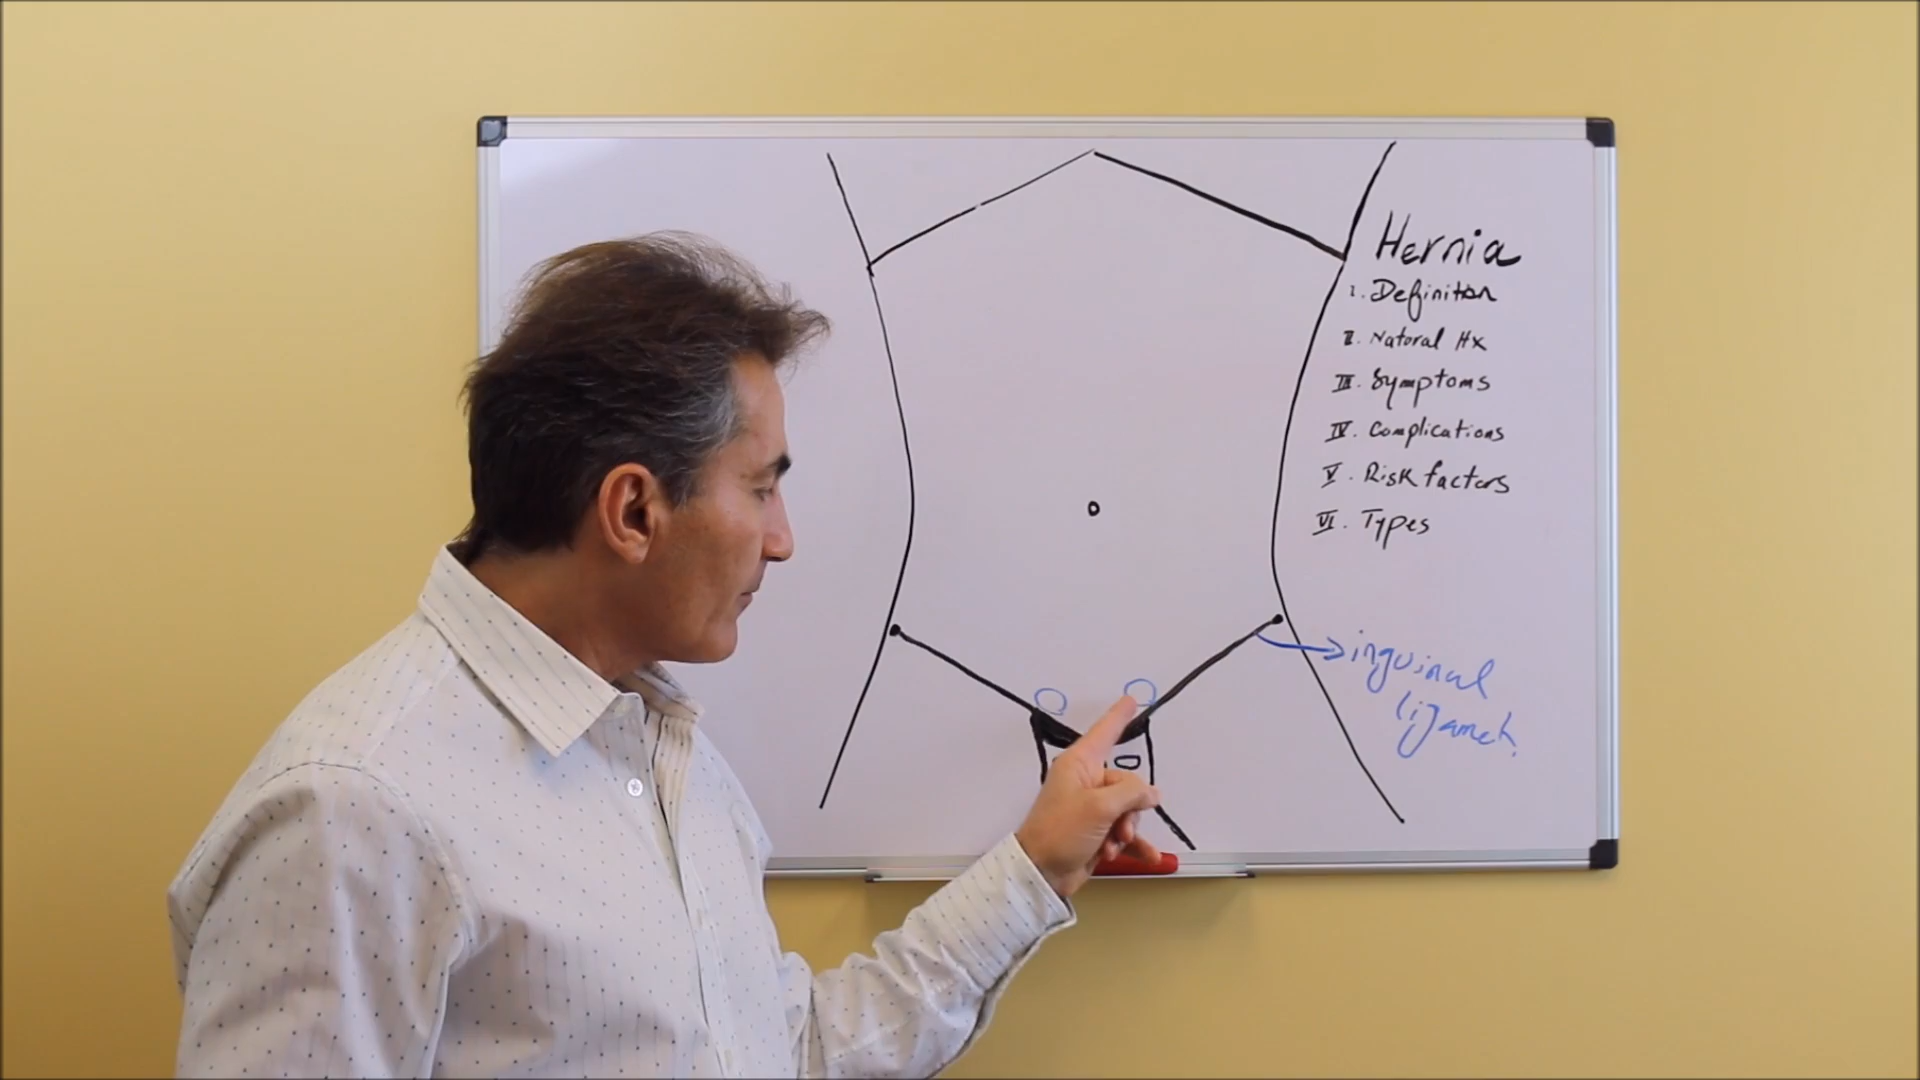 Hernia
I. Definition
II. Natural Hx
III. Symptoms
IV. Complications
V. Risk factors
VI. Types
inguinal
ligament